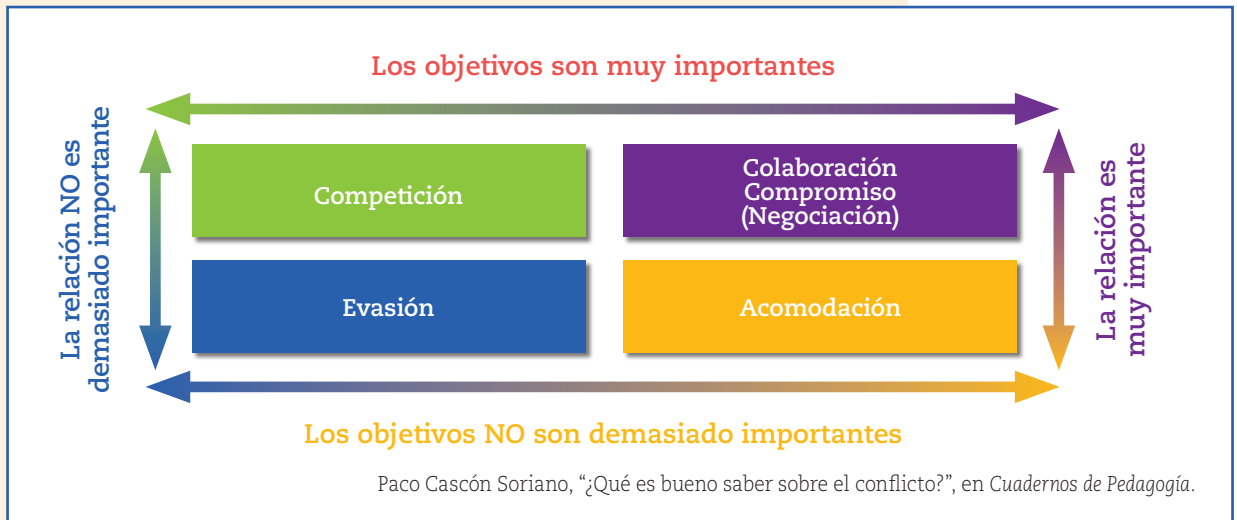 Los objetivos son muy importantes
La relación NO es
demasiado importante
Competición
Colaboración
Compromiso
(Negociación)
La relación es
muy importante
Evasión
Acomodación
Los objetivos NO son demasiado importantes
Paco Cascón Soriano, “¿Qué es bueno saber sobre el conflicto?”, en Cuadernos de Pedagogía.